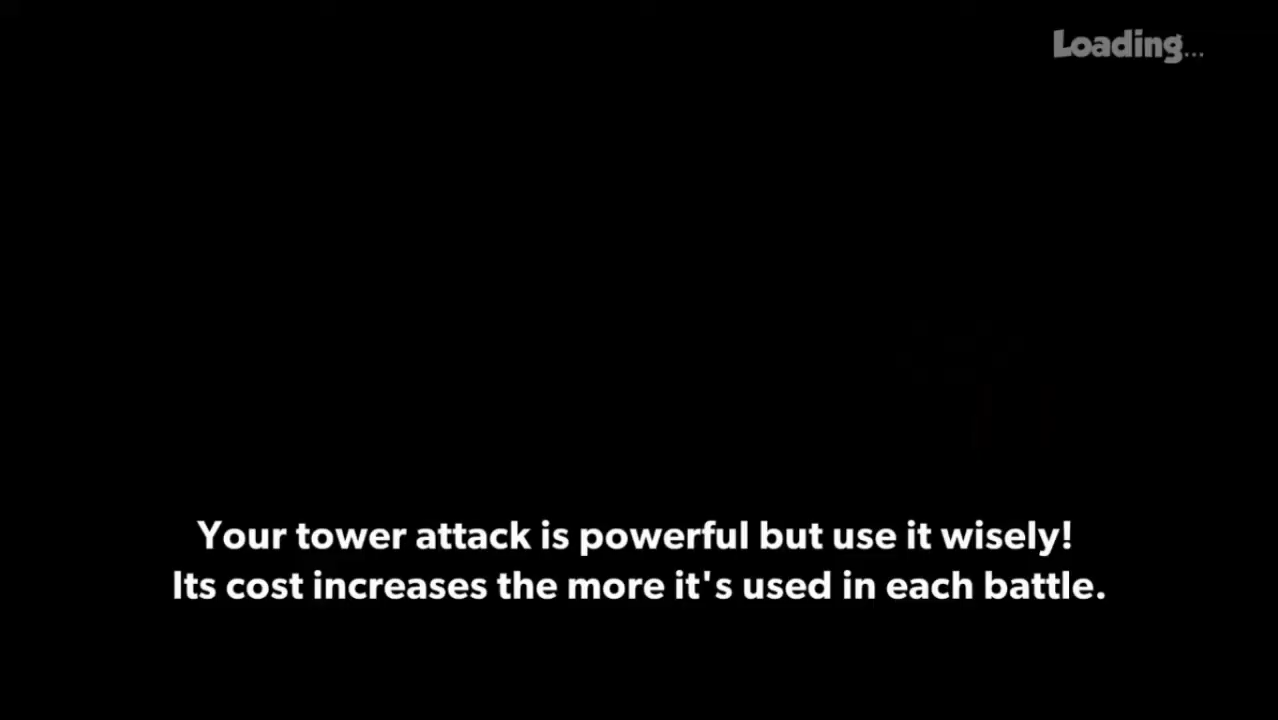 Loading...
Your tower attack is powerful but use it wisely!
Its cost increases the more it's used in each battle.